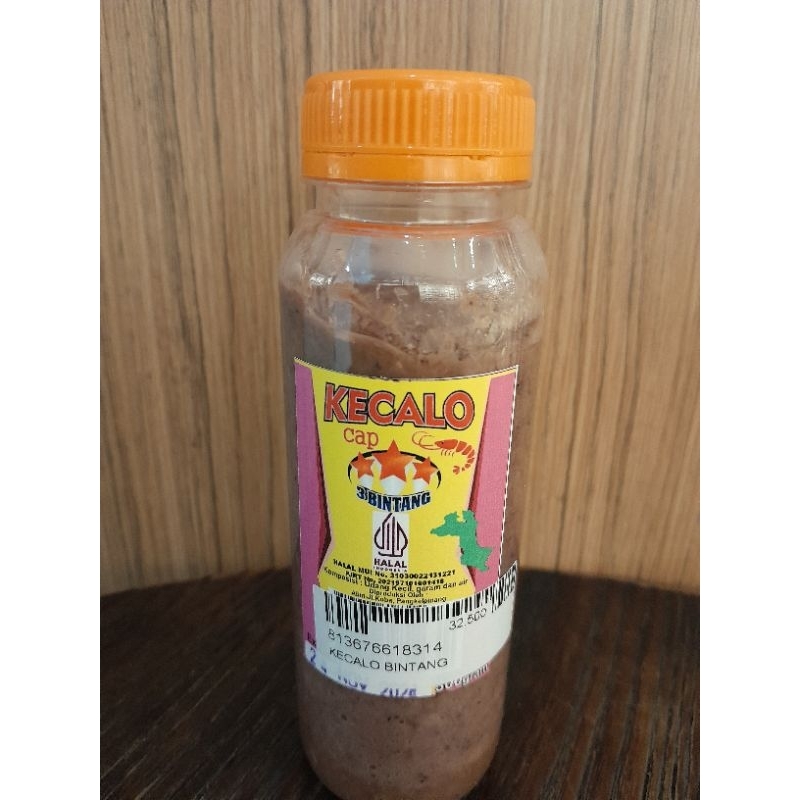 KECALO
cap
3 BINTANG
HALAL
INDONESIA
HALAL MUI No. 31030022131221
Komposisi : Udang Kecil, garam dan air
Diproduksi Oleh
32.500
813676618314
KECALO BINTANG